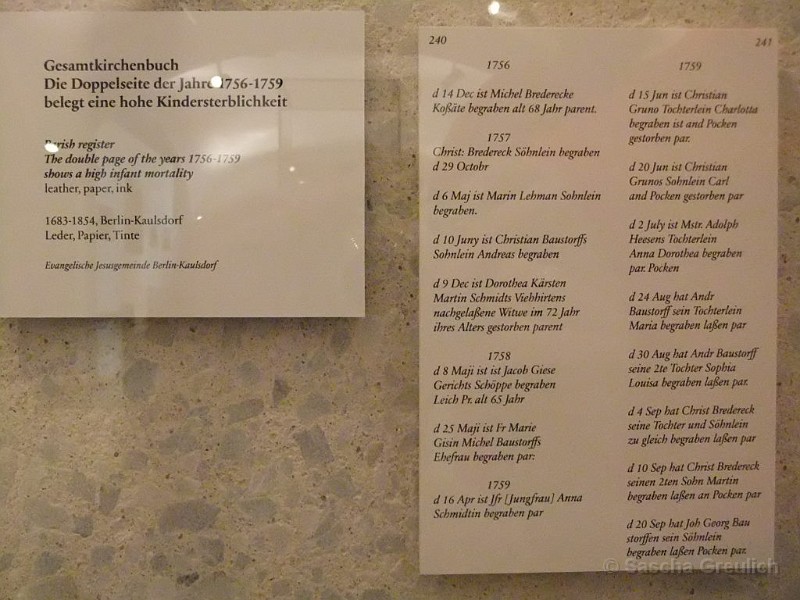 Gesamtkirchenbuch
Die Doppelseite der Jahre 1756-1759
belegt eine hohe Kindersterblichkeit
Parish register
The double page of the years 1756-1759
shows a high infant mortality
leather, paper, ink
1683-1854, Berlin-Kaulsdorf
Leder, Papier, Tinte
Evangelische Jesusgemeinde Berlin-Kaulsdorf
240
1756
d 14 Dec ist Michel Brederecke
Koßäte begraben alt 68 Jahr parent.
1757
Christ: Bredereck Söhnlein begraben
d 29 Octobr
d 6 Maj ist Marin Lehman Sohnlein
begraben.
d 10 Juny ist Christian Baustorffs
Sohnlein Andreas begraben
d 9 Dec ist Dorothea Kärsten
Martin Schmidts Viehhirtens
nachgelaßene Witwe im 72 Jahr
ihres Alters gestorben parent
1758
d 8 Maji ist ist Jacob Giese
Gerichts Schöppe begraben
Leich Pr. alt 65 Jahr
d 25 Maji ist Fr Marie
Gisin Michel Baustorffs
Ehefrau begraben par:
1759
d 16 Apr ist Jfr [Jungfrau] Anna
Schmidtin begraben par
241
1759
d 15 Jun ist Christian
Gruno Tochterlein Charlotta
begraben ist and Pocken
gestorben par.
d 20 Jun ist Christian
Grunos Sohnlein Carl
and Pocken gestorben par
d 2 July ist Mstr. Adolph
Heesens Tochterlein
Anna Dorothea begraben
par. Pocken
d 24 Aug hat Andr
Baustorff sein Tochterlein
Maria begraben laßen par
d 30 Aug hat Andr Baustorff
seine 2te Tochter Sophia
Louisa begraben laßen par.
d 4 Sep hat Christ Bredereck
seine Tochter und Söhnlein
zu gleich begraben laßen par
d 10 Sep hat Christ Bredereck
seinen 2ten Sohn Martin
begraben laßen an Pocken par
d 20 Sep hat Joh Georg Bau
storffen sein Söhnlein
begraben laßen Pocken par.
© Sascha Greulich